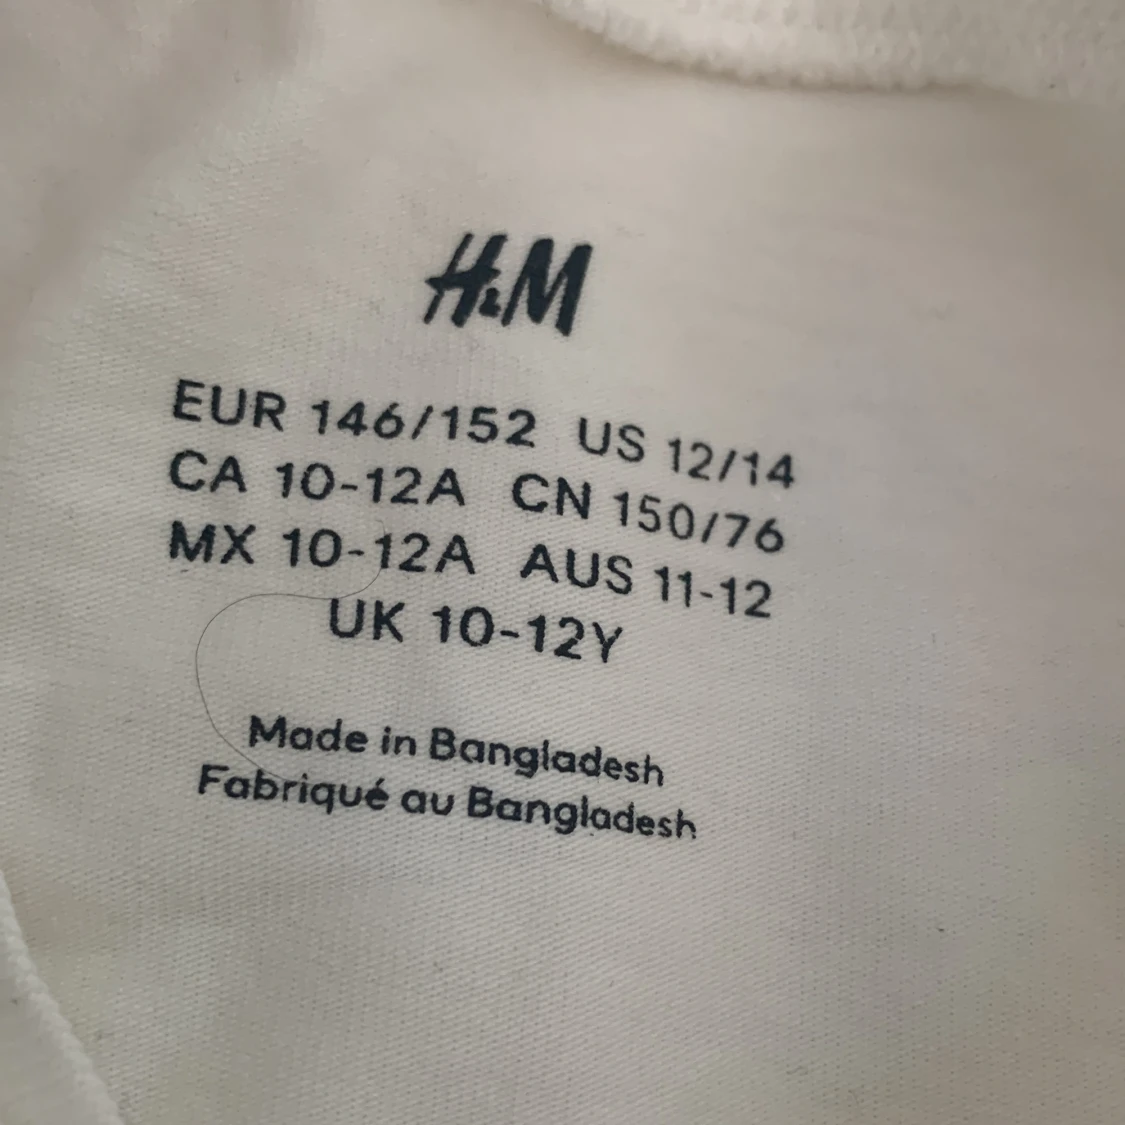 H&M
EUR 146/152 US 12/14
CA 10-12A CN 150/76
MX 10-12A AUS 11-12
UK 10-12Y
Made in Bangladesh
Fabriqué au Bangladesh